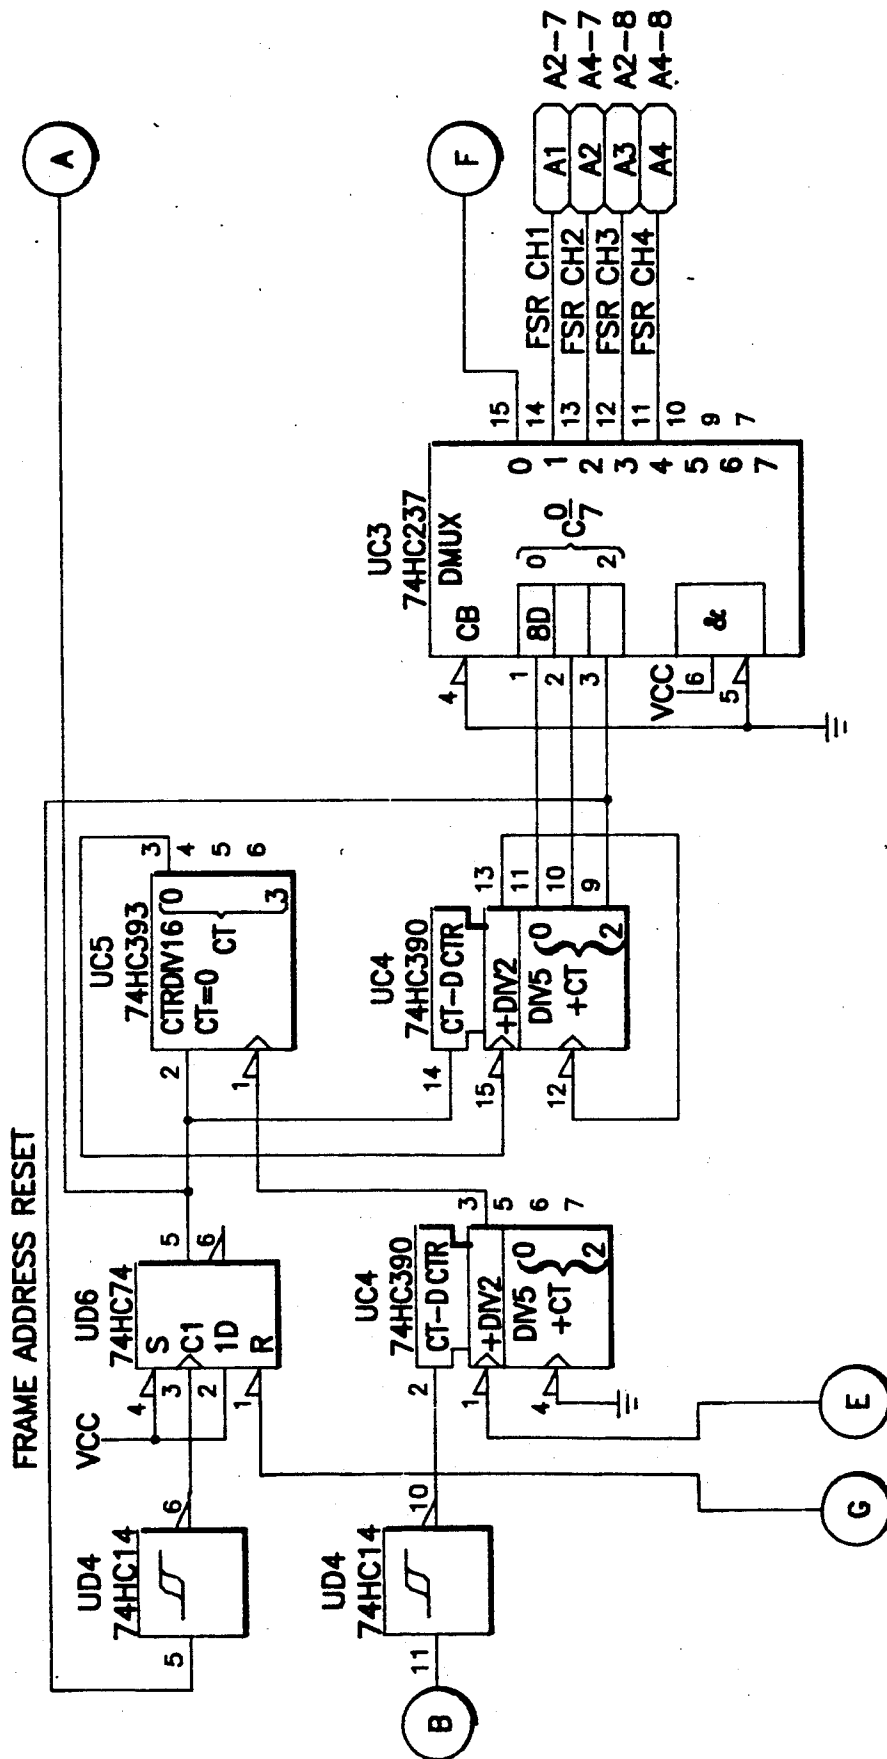 FRAME ADDRESS RESET
A
UC5
74HC393
CTRDIV16
CT=0
CT
0
3
2
1
3
4
5
6
UD6
74HC74
S
C1
1D
R
VCC
4
3
2
1
5
6
UD4
74HC14
5
6
UC4
74HC390
CT-D CTR
+DIV2
DIV5
+CT
0
2
14
15
12
13
11
10
9
UC4
74HC390
CT-D CTR
+DIV2
DIV5
+CT
0
2
2
1
4
3
5
6
7
UD4
74HC14
11
10
B
E
G
UC3
74HC237
DMUX
CB
8D
0
2
C 0/7
&
VCC
4
1
2
3
6
5
0
1
2
3
4
5
6
7
15
14
13
12
11
10
9
7
F
FSR CH1 A1 A2-7
FSR CH2 A2 A4-7
FSR CH3 A3 A2-8
FSR CH4 A4 A4-8